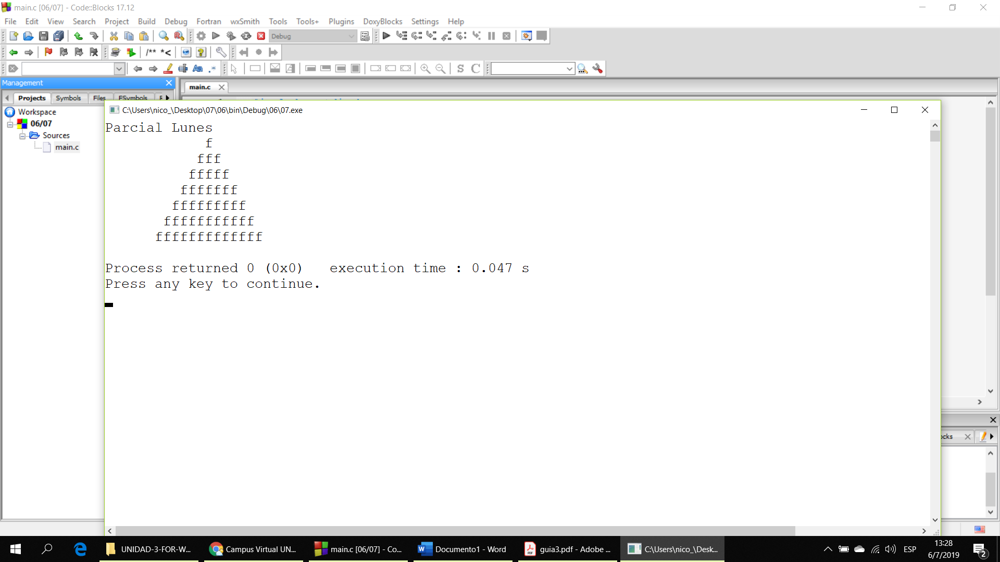 main.c [06/07] - Code::Blocks 17.12
File Edit View Search Project Build Debug Fortran wxSmith Tools Tools+ Plugins DoxyBlocks Settings Help
Debug
/** *<
Aa .*
S C
Management
main.c
Projects Symbols Files FSymbols
Workspace
06/07
Sources
main.c
C:\Users\nico_\Desktop\07\06\bin\Debug\06\07.exe
Parcial Lunes
f
fff
fffff
fffffff
fffffffff
fffffffffff
fffffffffffff
Process returned 0 (0x0)   execution time : 0.047 s
Press any key to continue.
ocks
UNIDAD-3-FOR-W...
Campus Virtual UN...
main.c [06/07] - Co...
Documento1 - Word
guia3.pdf - Adobe ...
C:\Users\nico_\Desk...
ESP
13:28
6/7/2019
2